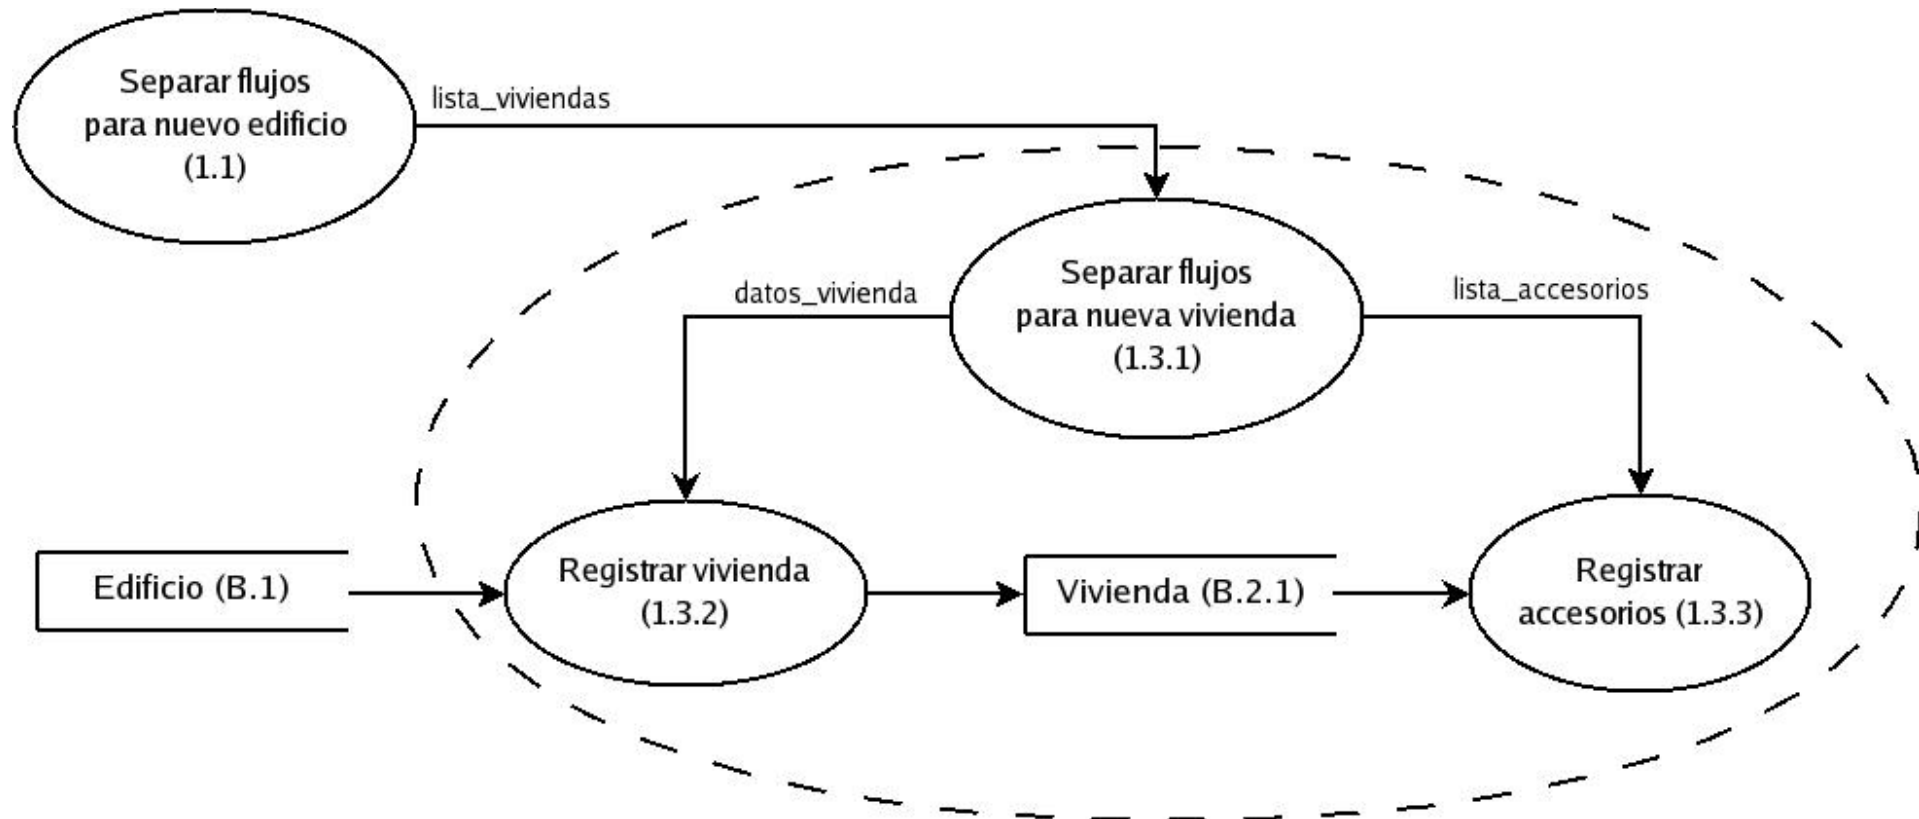 Separar flujos
para nuevo edificio
(1.1)
lista_viviendas
Separar flujos
para nueva vivienda
(1.3.1)
datos_vivienda
lista_accesorios
Edificio (B.1)
Registrar vivienda
(1.3.2)
Vivienda (B.2.1)
Registrar
accesorios (1.3.3)